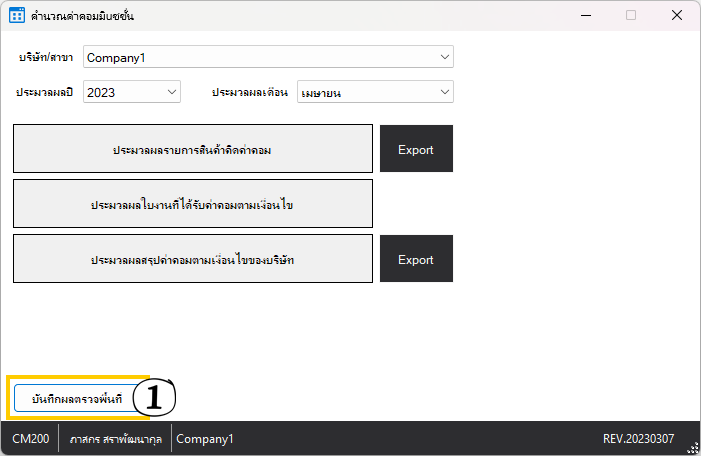 คำนวณค่าคอมมิชชั่น
บริษัท/สาขา Company1
ประมวลผลปี 2023 ประมวลผลเดือน เมษายน
ประมวลผลรายการสินค้าคิดค่าคอม Export
ประมวลผลใบงานที่ได้รับค่าคอมตามเงื่อนไข
ประมวลผลสรุปค่าคอมตามเงื่อนไขของบริษัท Export
บันทึกผลตรวจพื้นที่ 1
CM200 ภาสกร สราพัฒนากุล Company1 REV.20230307